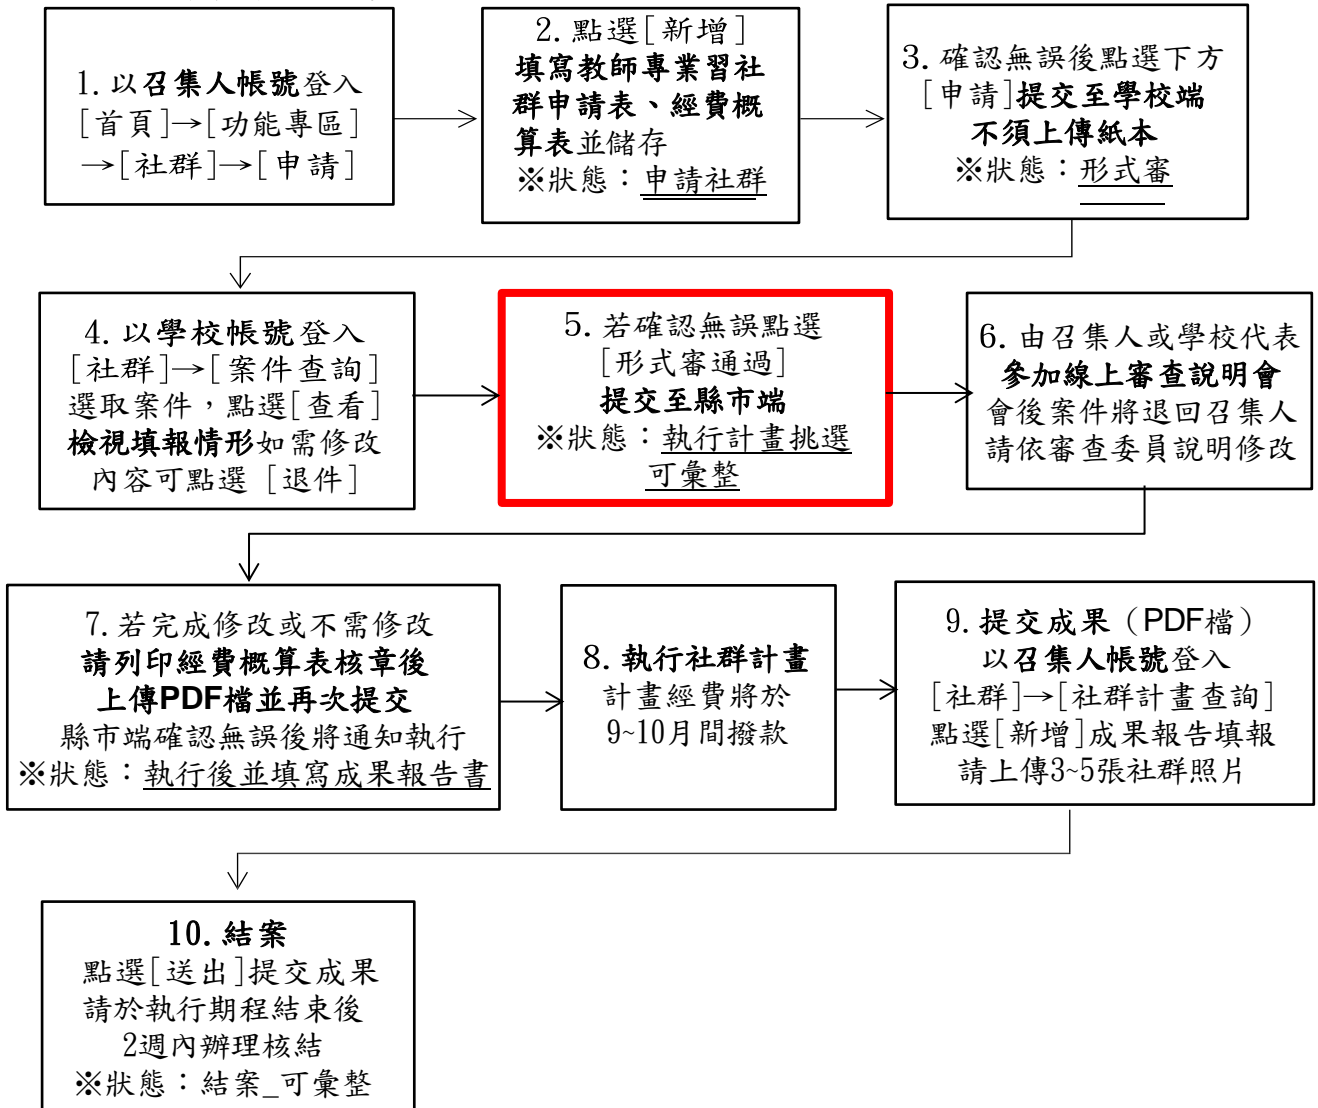 1. 以召集人帳號登入
[首頁]→[功能專區]
→[社群]→[申請]
2. 點選[新增]
填寫教師專業習社
群申請表、經費概
算表並儲存
※狀態：申請社群
3. 確認無誤後點選下方
[申請]提交至學校端
不須上傳紙本
※狀態：形式審
4. 以學校帳號登入
[社群]→[案件查詢]
選取案件，點選[查看]
檢視填報情形如需修改
內容可點選 [退件]
5. 若確認無誤點選
[形式審通過]
提交至縣市端
※狀態：執行計畫挑選
可彙整
6. 由召集人或學校代表
參加線上審查說明會
會後案件將退回召集人
請依審查委員說明修改
7. 若完成修改或不需修改
請列印經費概算表核章後
上傳PDF檔並再次提交
縣市端確認無誤後將通知執行
※狀態：執行後並填寫成果報告書
8. 執行社群計畫
計畫經費將於
9~10月間撥款
9. 提交成果（PDF檔）
以召集人帳號登入
[社群]→[社群計畫查詢]
點選[新增]成果報告填報
請上傳3~5張社群照片
10. 結案
點選[送出]提交成果
請於執行期程結束後
2週內辦理核結
※狀態：結案_可彙整